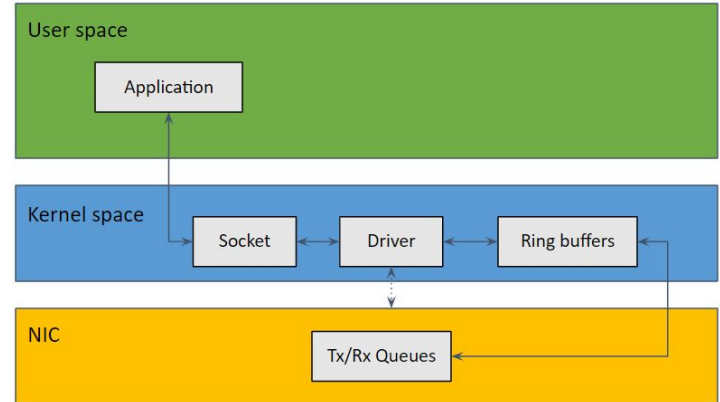 User space
Application
Kernel space
Socket
Driver
Ring buffers
NIC
Tx/Rx Queues